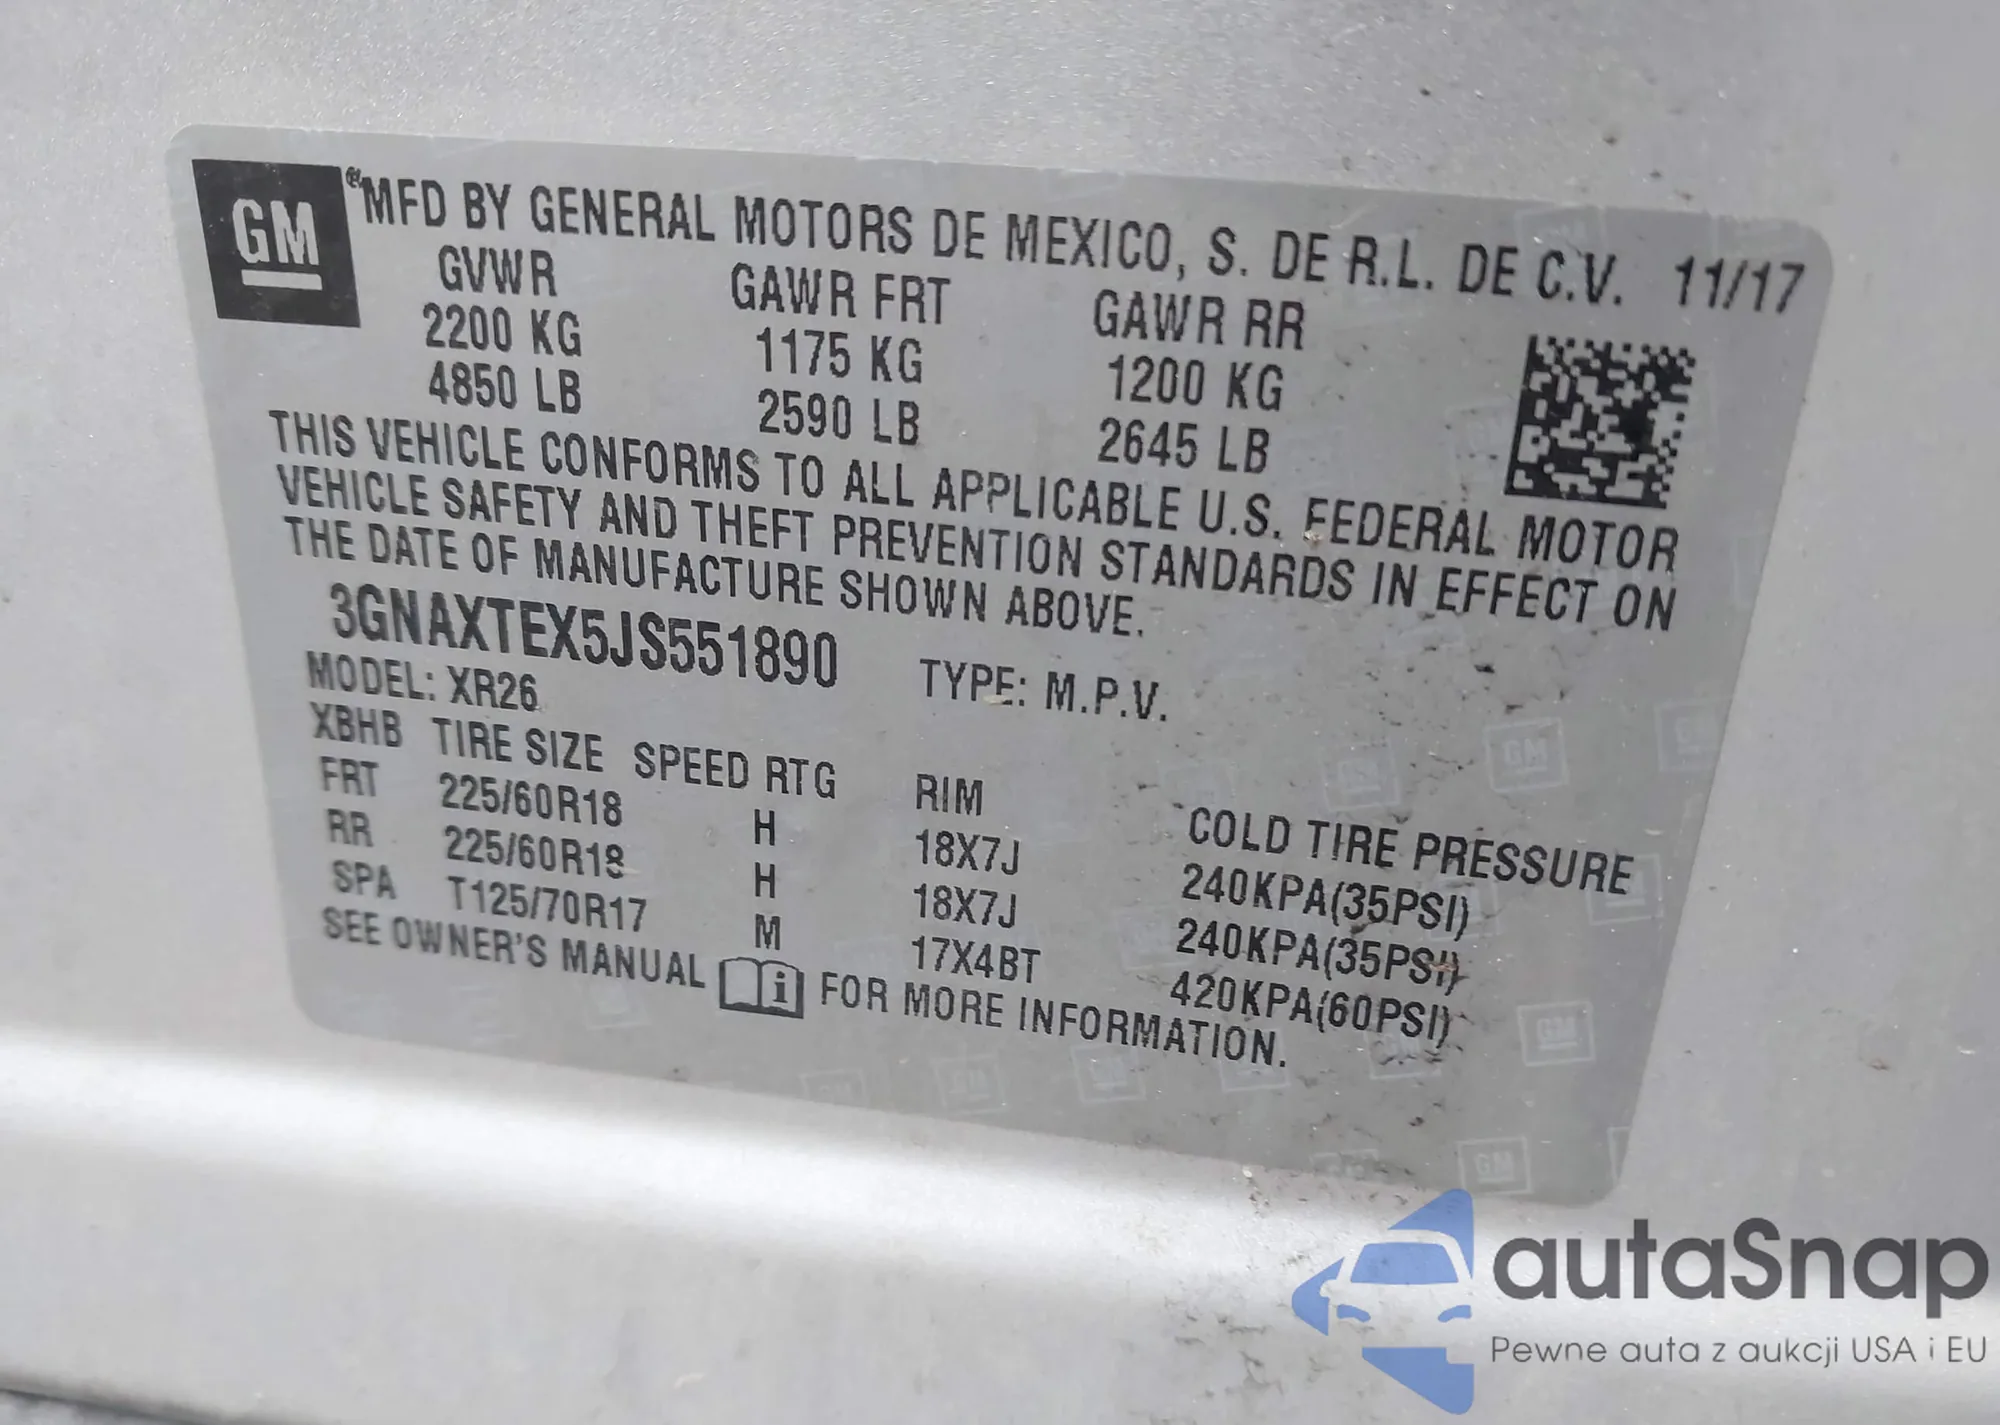 GM ® MFD BY GENERAL MOTORS DE MEXICO, S. DE R.L. DE C.V. 11/17
GVWR GAWR FRT GAWR RR
2200 KG 1175 KG 1200 KG
4850 LB 2590 LB 2645 LB
THIS VEHICLE CONFORMS TO ALL APPLICABLE U.S. FEDERAL MOTOR
VEHICLE SAFETY AND THEFT PREVENTION STANDARDS IN EFFECT ON
THE DATE OF MANUFACTURE SHOWN ABOVE.
3GNAXTEX5JS551890 TYPE: M.P.V.
MODEL: XR26
XBHB TIRE SIZE SPEED RTG RIM COLD TIRE PRESSURE
FRT 225/60R18 H 18X7J 240KPA(35PSI)
RR 225/60R18 H 18X7J 240KPA(35PSI)
SPA T125/70R17 M 17X4BT 420KPA(60PSI)
SEE OWNER'S MANUAL i FOR MORE INFORMATION.
autaSnap
Pewne auta z aukcji USA i EU